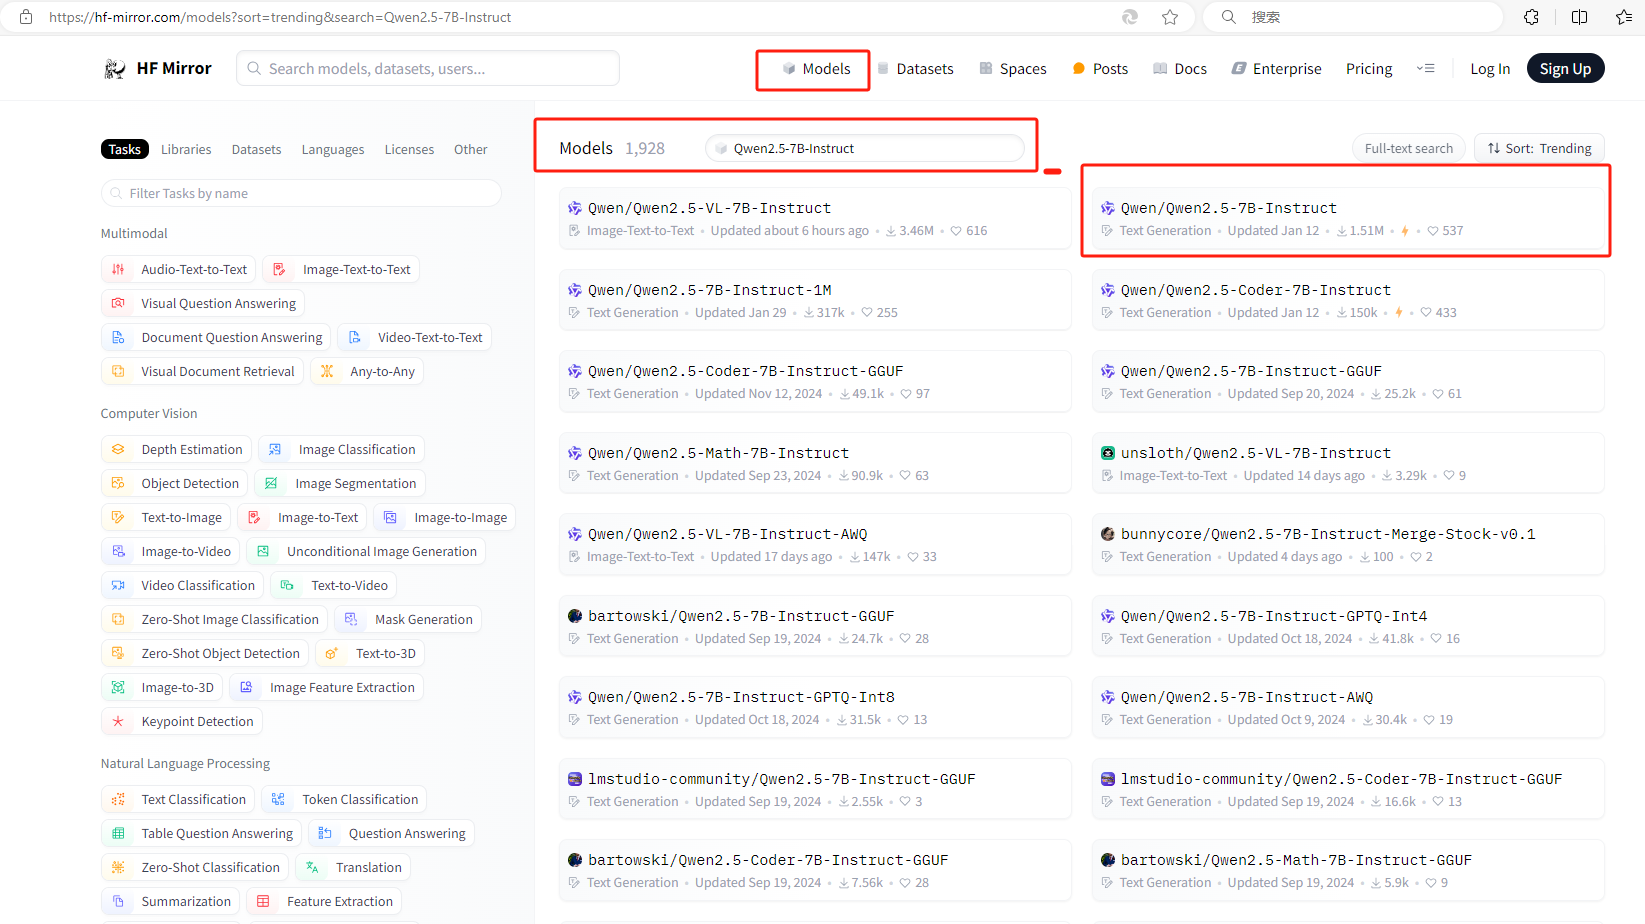 https://hf-mirror.com/models?sort=trending&search=Qwen2.5-7B-Instruct
搜索
HF Mirror
Search models, datasets, users...
Models
Datasets
Spaces
Posts
Docs
Enterprise
Pricing
Log In
Sign Up
Tasks
Libraries
Datasets
Languages
Licenses
Other
Filter Tasks by name
Multimodal
Audio-Text-to-Text
Image-Text-to-Text
Visual Question Answering
Document Question Answering
Video-Text-to-Text
Visual Document Retrieval
Any-to-Any
Computer Vision
Depth Estimation
Image Classification
Object Detection
Image Segmentation
Text-to-Image
Image-to-Text
Image-to-Image
Image-to-Video
Unconditional Image Generation
Video Classification
Text-to-Video
Zero-Shot Image Classification
Mask Generation
Zero-Shot Object Detection
Text-to-3D
Image-to-3D
Image Feature Extraction
Keypoint Detection
Natural Language Processing
Text Classification
Token Classification
Table Question Answering
Question Answering
Zero-Shot Classification
Translation
Summarization
Feature Extraction
Models 1,928
Qwen2.5-7B-Instruct
Full-text search
Sort: Trending
Qwen/Qwen2.5-VL-7B-Instruct
Image-Text-to-Text • Updated about 6 hours ago • 3.46M • 616
Qwen/Qwen2.5-7B-Instruct
Text Generation • Updated Jan 12 • 1.51M • 537
Qwen/Qwen2.5-7B-Instruct-1M
Text Generation • Updated Jan 29 • 317k • 255
Qwen/Qwen2.5-Coder-7B-Instruct
Text Generation • Updated Jan 12 • 150k • 433
Qwen/Qwen2.5-Coder-7B-Instruct-GGUF
Text Generation • Updated Nov 12, 2024 • 49.1k • 97
Qwen/Qwen2.5-7B-Instruct-GGUF
Text Generation • Updated Sep 20, 2024 • 25.2k • 61
Qwen/Qwen2.5-Math-7B-Instruct
Text Generation • Updated Sep 23, 2024 • 90.9k • 63
unsloth/Qwen2.5-VL-7B-Instruct
Image-Text-to-Text • Updated 14 days ago • 3.29k • 9
Qwen/Qwen2.5-VL-7B-Instruct-AWQ
Image-Text-to-Text • Updated 17 days ago • 147k • 33
bunnycore/Qwen2.5-7B-Instruct-Merge-Stock-v0.1
Text Generation • Updated 4 days ago • 100 • 2
bartowski/Qwen2.5-7B-Instruct-GGUF
Text Generation • Updated Sep 19, 2024 • 24.7k • 28
Qwen/Qwen2.5-7B-Instruct-GPTQ-Int4
Text Generation • Updated Oct 18, 2024 • 41.8k • 16
Qwen/Qwen2.5-7B-Instruct-GPTQ-Int8
Text Generation • Updated Oct 18, 2024 • 31.5k • 13
Qwen/Qwen2.5-7B-Instruct-AWQ
Text Generation • Updated Oct 9, 2024 • 30.4k • 19
lmstudio-community/Qwen2.5-7B-Instruct-GGUF
Text Generation • Updated Sep 19, 2024 • 2.55k • 3
lmstudio-community/Qwen2.5-Coder-7B-Instruct-GGUF
Text Generation • Updated Sep 19, 2024 • 16.6k • 13
bartowski/Qwen2.5-Coder-7B-Instruct-GGUF
Text Generation • Updated Sep 19, 2024 • 7.56k • 28
bartowski/Qwen2.5-Math-7B-Instruct-GGUF
Text Generation • Updated Sep 19, 2024 • 5.9k • 9